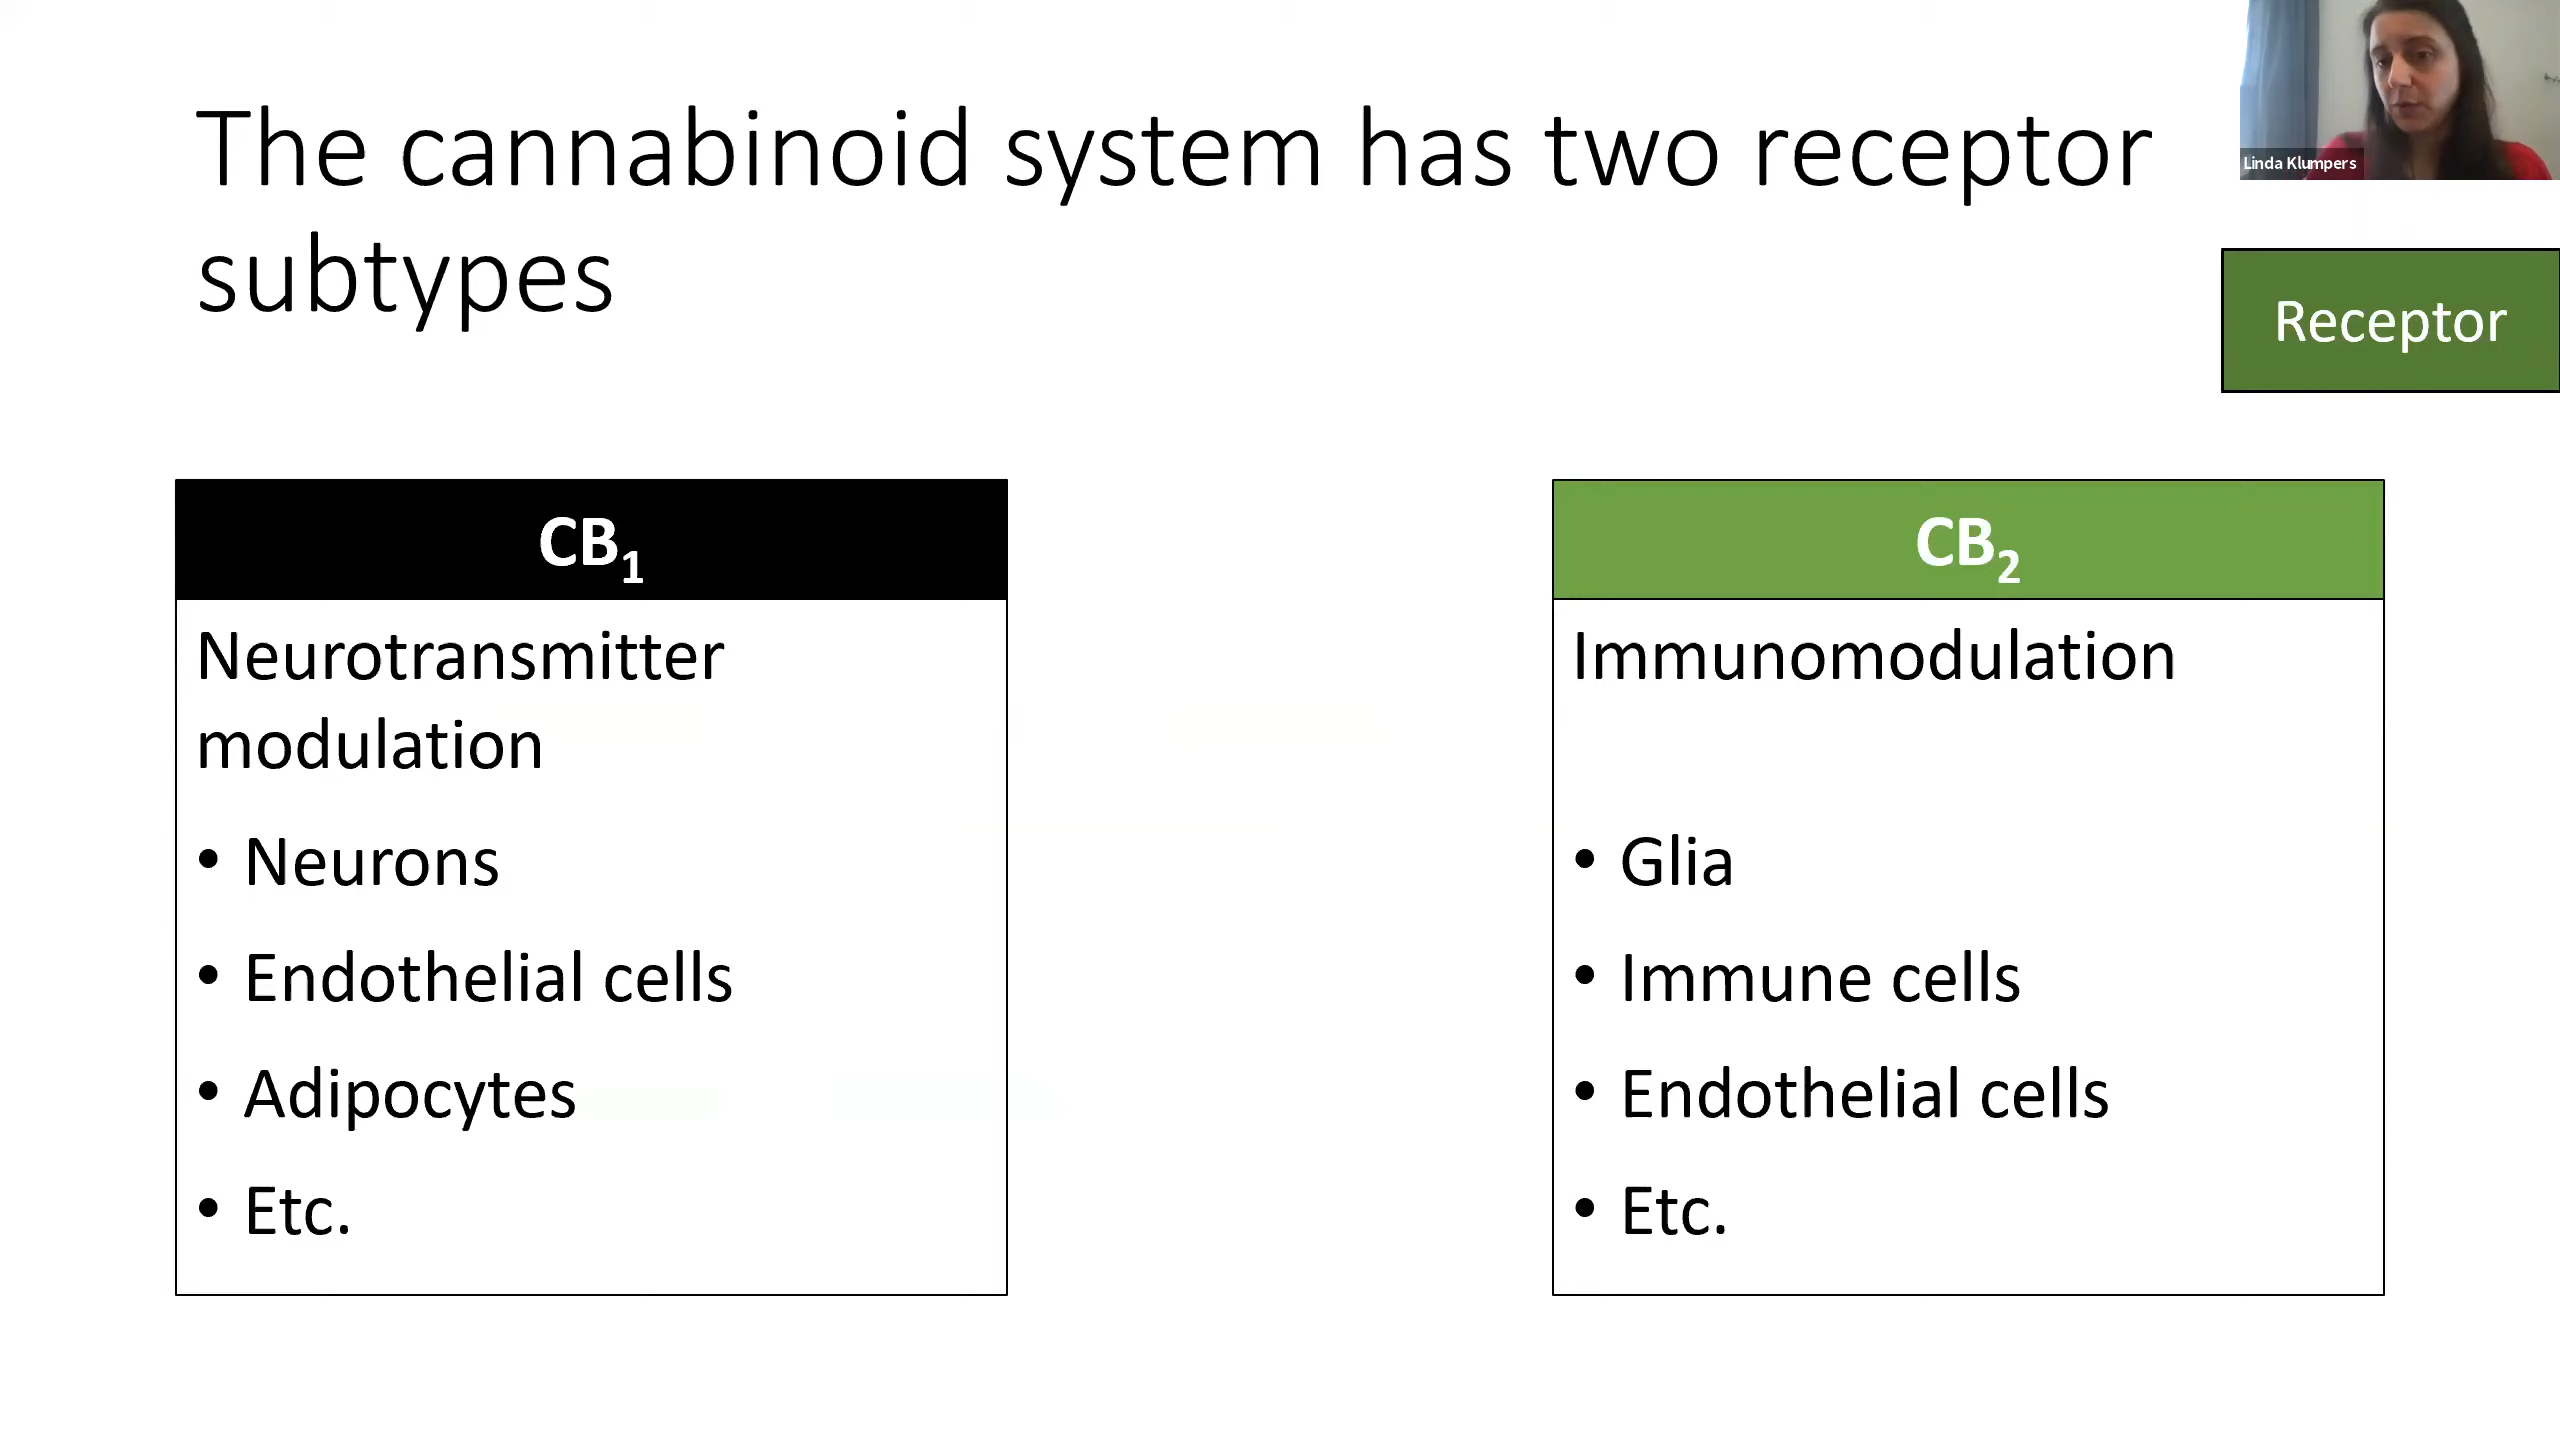 The cannabinoid system has two receptor
subtypes
Linda Klumpers
Receptor
CB₁
Neurotransmitter
modulation
• Neurons
• Endothelial cells
• Adipocytes
• Etc.
CB₂
Immunomodulation
• Glia
• Immune cells
• Endothelial cells
• Etc.